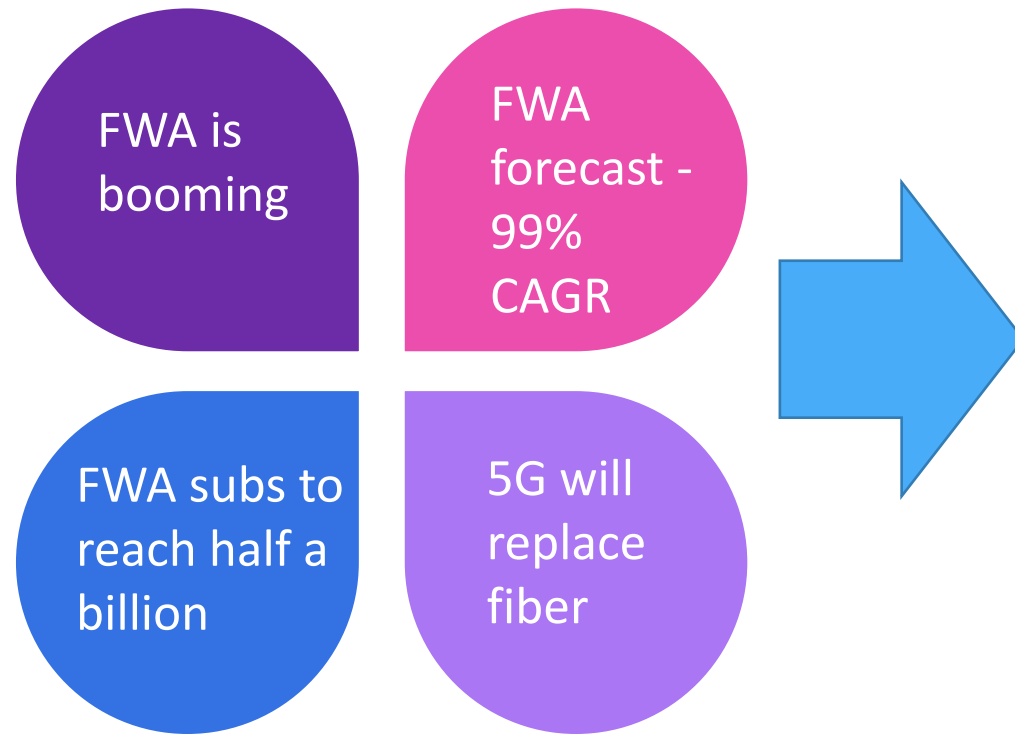 FWA is
booming
FWA
forecast -
99%
CAGR
FWA subs to
reach half a
billion
5G will
replace
fiber